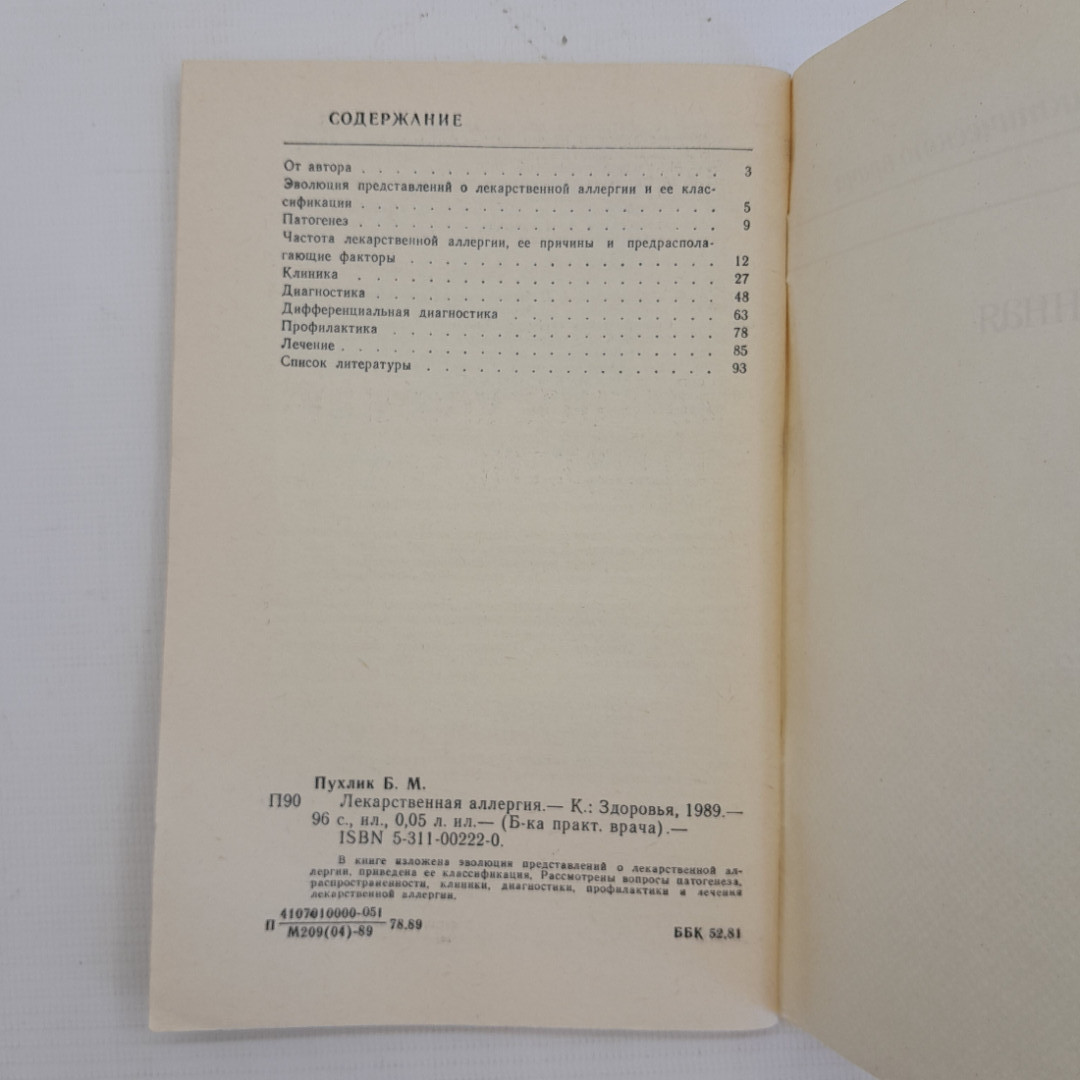 СОДЕРЖАНИЕ
От автора . . . . . . . . . . . . . . . . . . . . 3
Эволюция представлений о лекарственной аллергии и ее клас-
сификации . . . . . . . . . . . . . . . . . . . . 5
Патогенез . . . . . . . . . . . . . . . . . . . . 9
Частота лекарственной аллергии, ее причины и предраспола-
гающие факторы . . . . . . . . . . . . . . . . . . 12
Клиника . . . . . . . . . . . . . . . . . . . . . 27
Диагностика . . . . . . . . . . . . . . . . . . . . 48
Дифференциальная диагностика . . . . . . . . . . . . 63
Профилактика . . . . . . . . . . . . . . . . . . . 78
Лечение . . . . . . . . . . . . . . . . . . . . . 85
Список литературы . . . . . . . . . . . . . . . . . 93
Пухлик Б. М.
П90 Лекарственная аллергия.— К.: Здоровья, 1989.—
96 с., ил., 0,05 л. ил.— (Б-ка практ. врача).—
ISBN 5-311-00222-0.
В книге изложена эволюция представлений о лекарственной ал-
лергии, приведена ее классификация. Рассмотрены вопросы патогенеза,
распространенности, клиники, диагностики, профилактики и лечения
лекарственной аллергии.
П 4107010000-051
М209(04)-89 78.89
ББК 52.81